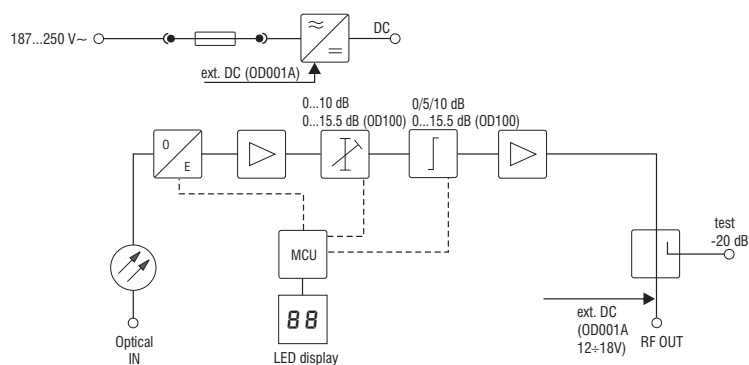 187...250 V~
DC
ext. DC (OD001A)
0...10 dB
0...15.5 dB (OD100)
0/5/10 dB
0...15.5 dB (OD100)
O
E
MCU
88
LED display
Optical
IN
test
-20 dB
ext. DC
(OD001A
12÷18V)
RF OUT